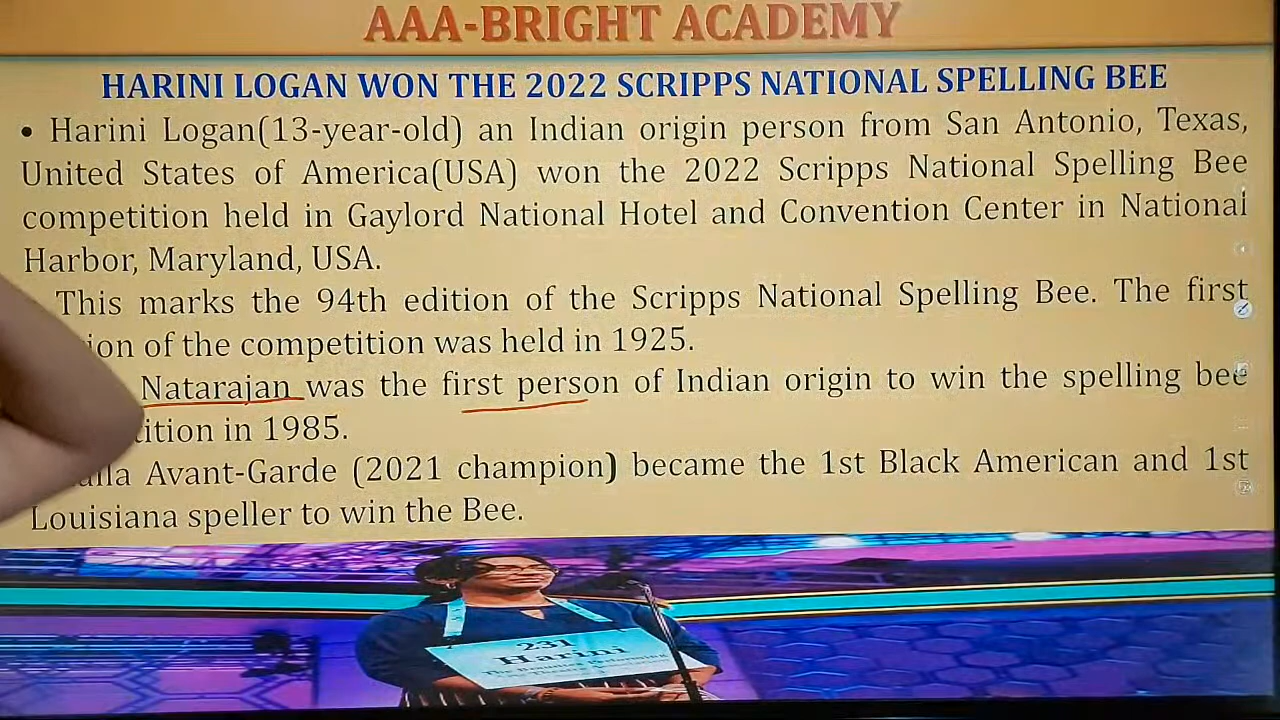 AAA-BRIGHT ACADEMY
HARINI LOGAN WON THE 2022 SCRIPPS NATIONAL SPELLING BEE
• Harini Logan(13-year-old) an Indian origin person from San Antonio, Texas,
United States of America(USA) won the 2022 Scripps National Spelling Bee
competition held in Gaylord National Hotel and Convention Center in National
Harbor, Maryland, USA.
This marks the 94th edition of the Scripps National Spelling Bee. The first
ion of the competition was held in 1925.
Natarajan was the first person of Indian origin to win the spelling bee
ition in 1985.
Avant-Garde (2021 champion) became the 1st Black American and 1st
Louisiana speller to win the Bee.
231
Harini